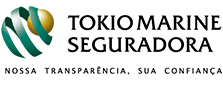 TOKIO MARINE
SEGURADORA
NOSSA TRANSPARÊNCIA, SUA CONFIANÇA